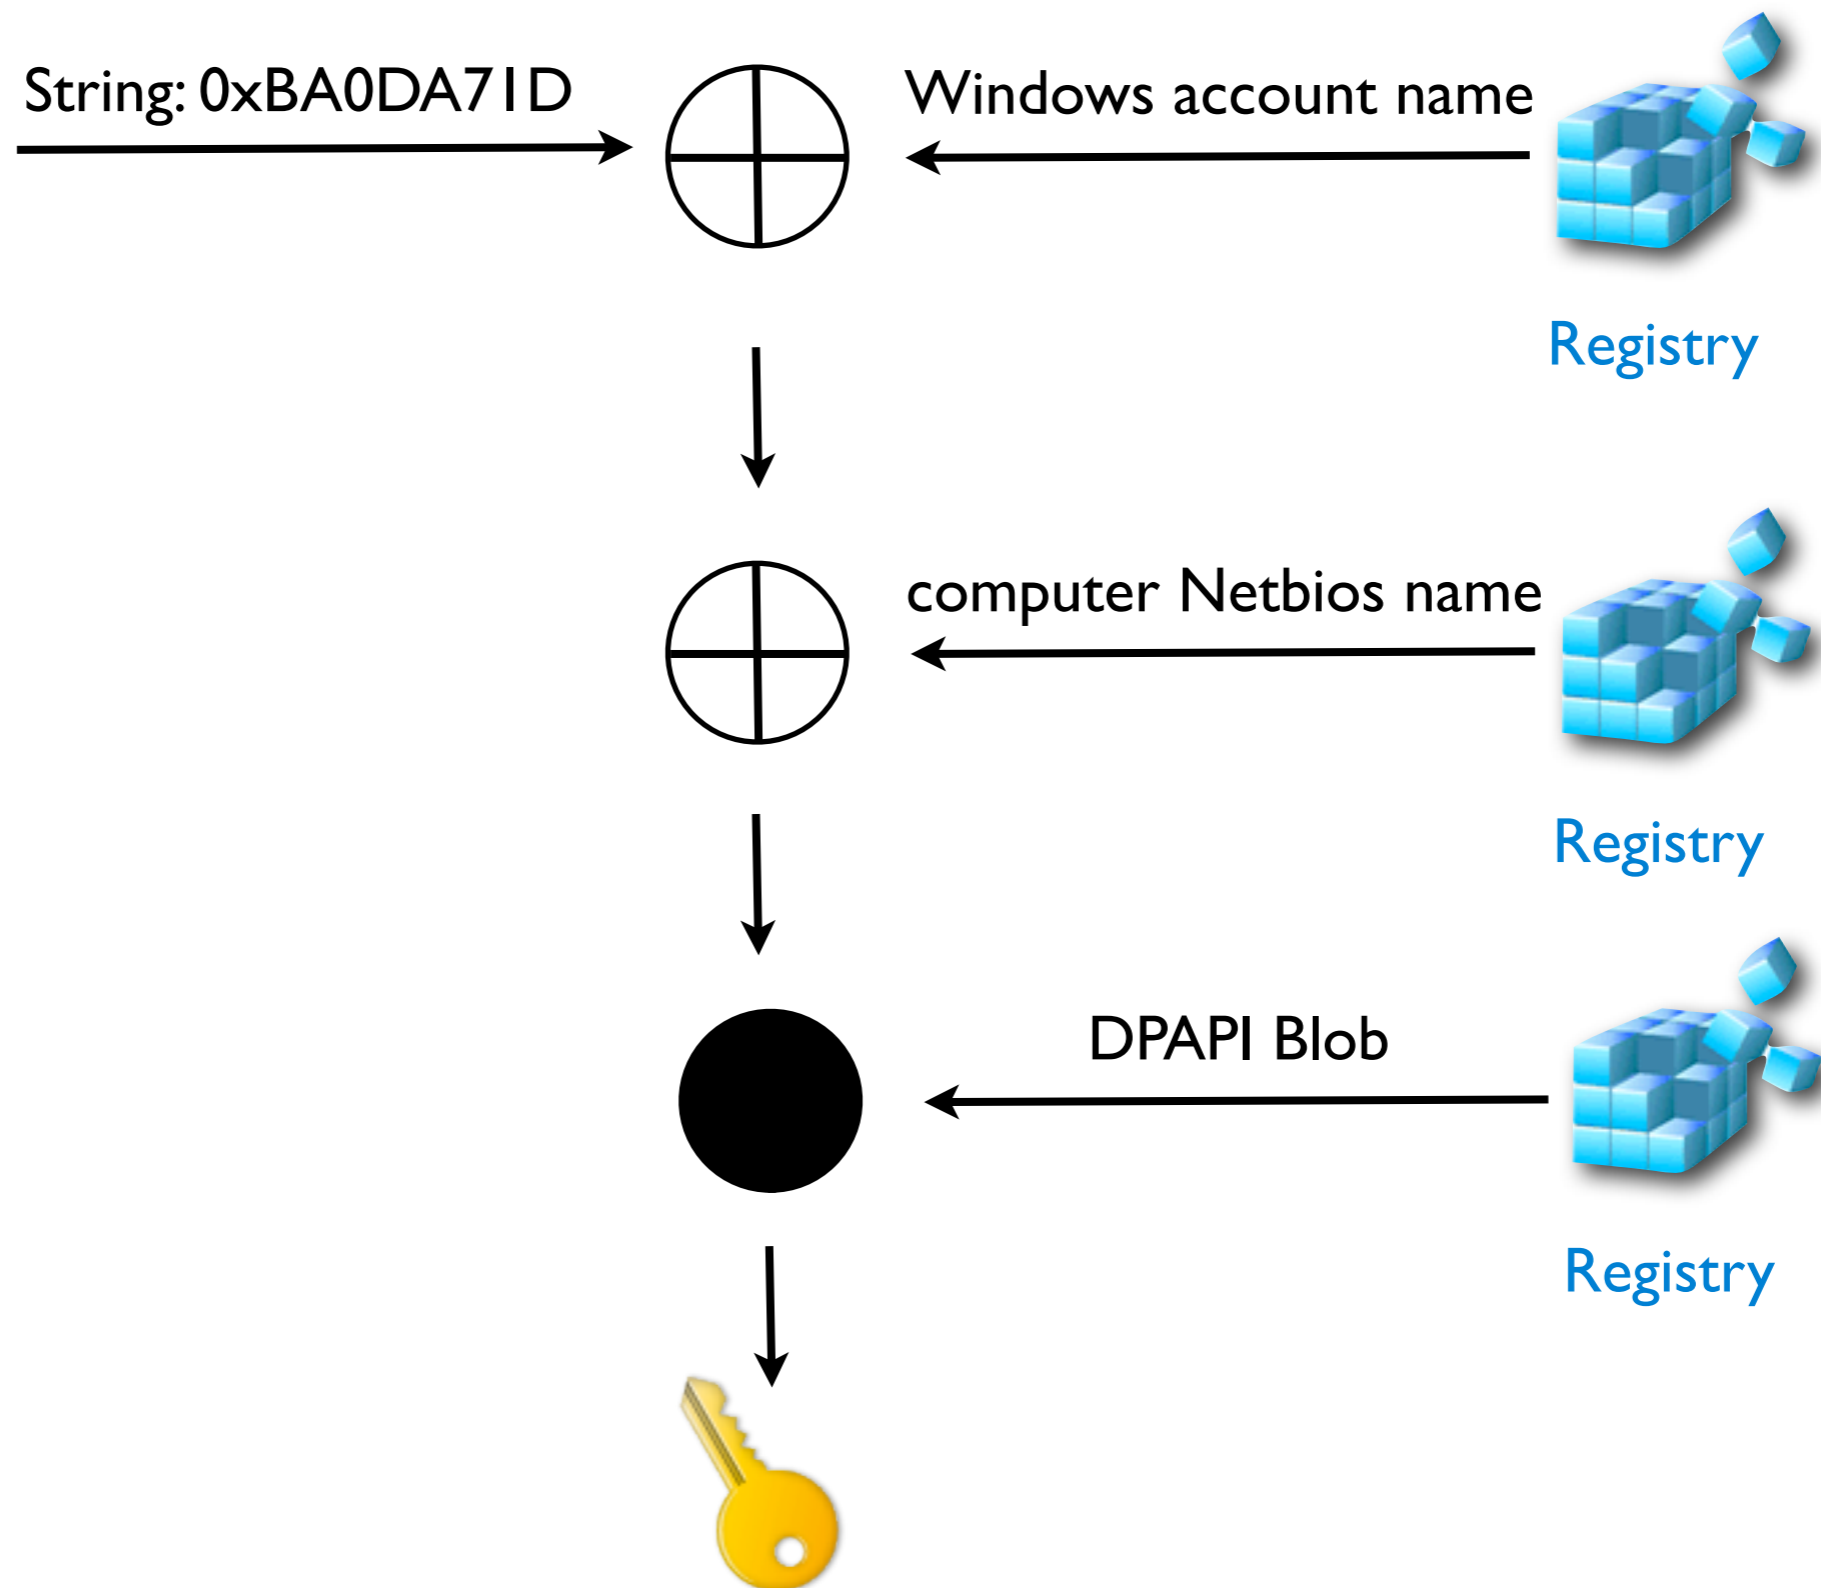 String: 0xBA0DA71D
Windows account name
Registry
computer Netbios name
Registry
DPAPI Blob
Registry